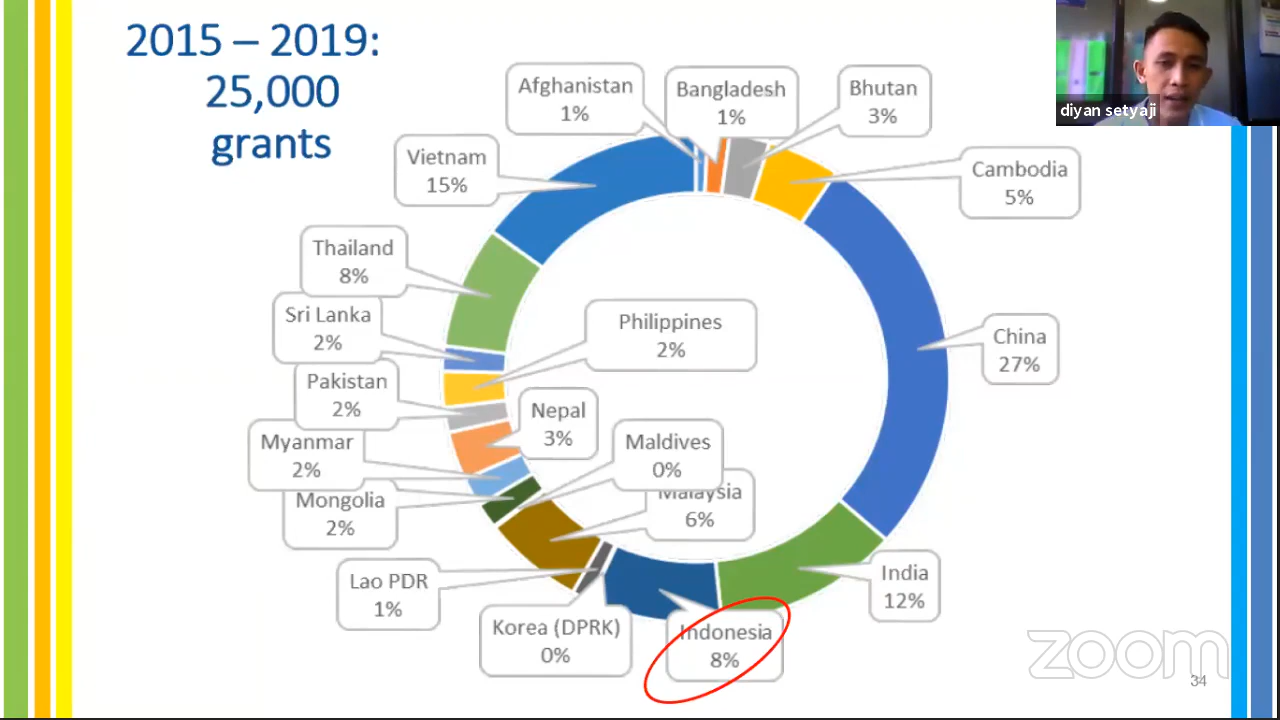 2015 – 2019:
25,000
grants
Afghanistan
1%
Bangladesh
1%
Bhutan
3%
Cambodia
5%
China
27%
India
12%
Indonesia
8%
Korea (DPRK)
0%
Lao PDR
1%
Malaysia
6%
Maldives
0%
Mongolia
2%
Myanmar
2%
Nepal
3%
Pakistan
2%
Philippines
2%
Sri Lanka
2%
Thailand
8%
Vietnam
15%
diyan setyaji
zoom
34